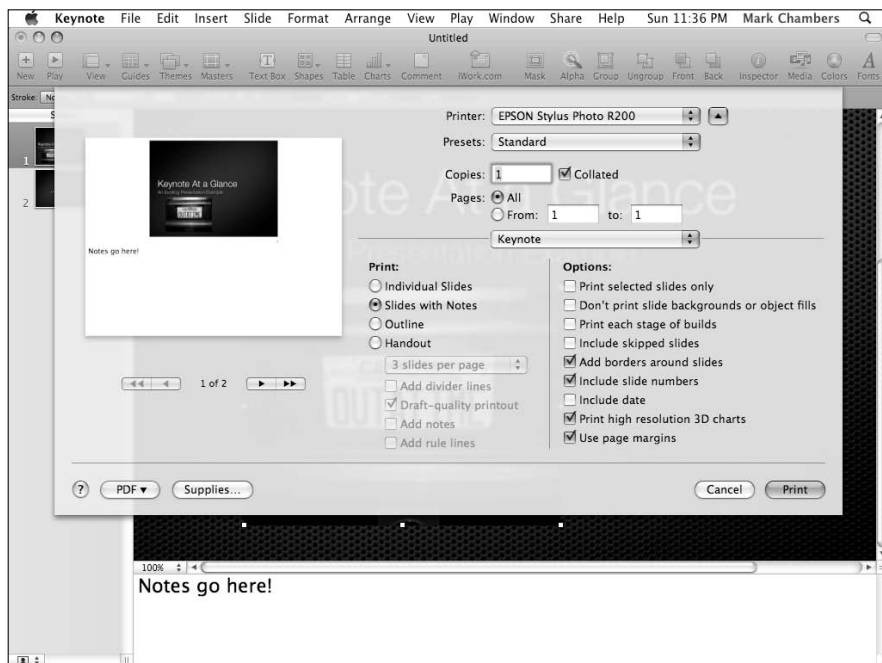 Keynote File Edit Insert Slide Format Arrange View Play Window Share Help Sun 11:36 PM Mark Chambers
Untitled
New Play View Guides Themes Masters Text Box Shapes Table Charts Comment iWork.com Mask Alpha Group Ungroup Front Back Inspector Media Colors Fonts
Stroke:
1
2
Keynote At a Glance
Notes go here!
1 of 2
Printer: EPSON Stylus Photo R200
Presets: Standard
Copies: 1 Collated
Pages: All
From: 1 to: 1
Keynote
Print:
Individual Slides
Slides with Notes
Outline
Handout
3 slides per page
Add divider lines
Draft-quality printout
Add notes
Add rule lines
Options:
Print selected slides only
Don't print slide backgrounds or object fills
Print each stage of builds
Include skipped slides
Add borders around slides
Include slide numbers
Include date
Print high resolution 3D charts
Use page margins
? PDF Supplies... Cancel Print
100%
Notes go here!